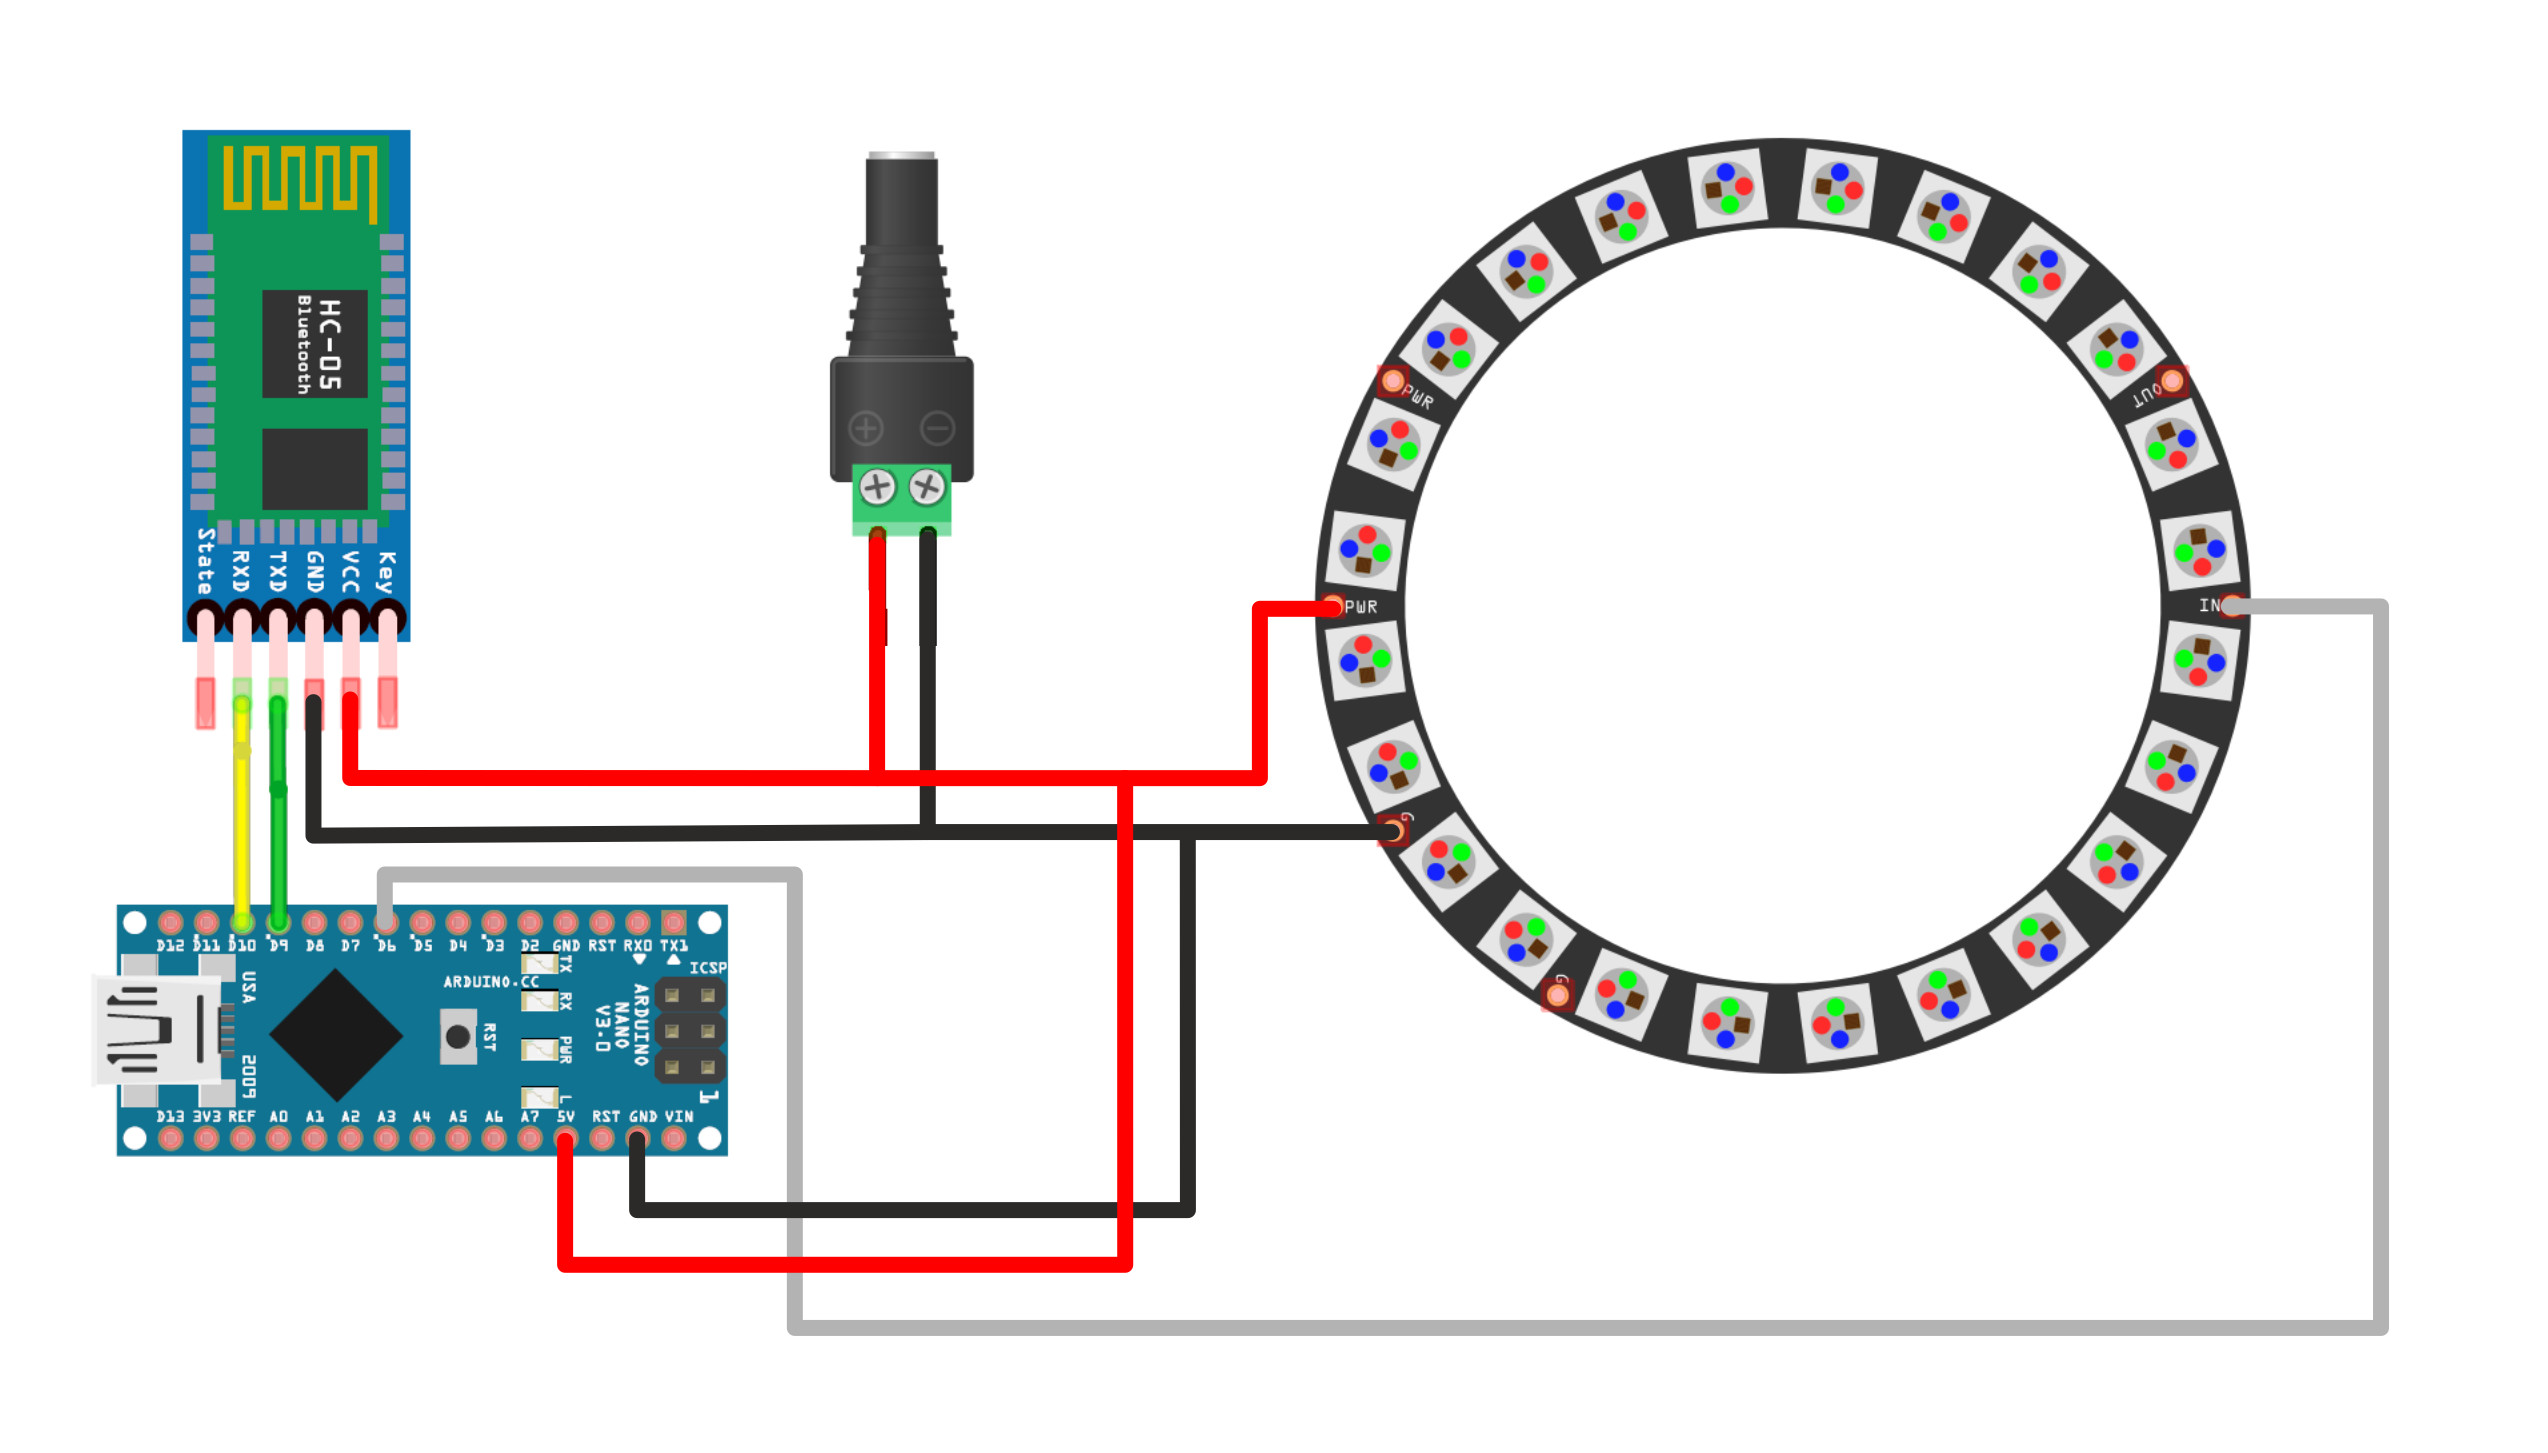 HC-05
Bluetooth
State
RXD
TXD
GND
VCC
Key
PWR
OUT
PWR
IN
G
G
D12 D11 D10 D9 D8 D7 D6 D5 D4 D3 D2 GND RST RX0 TX1
ICSP
USA
ARDUINO.CC
TX
RX
PWR
L
RST
ARDUINO
NANO
V3.0
2009
1
D13 3V3 REF A0 A1 A2 A3 A4 A5 A6 A7 5V RST GND VIN